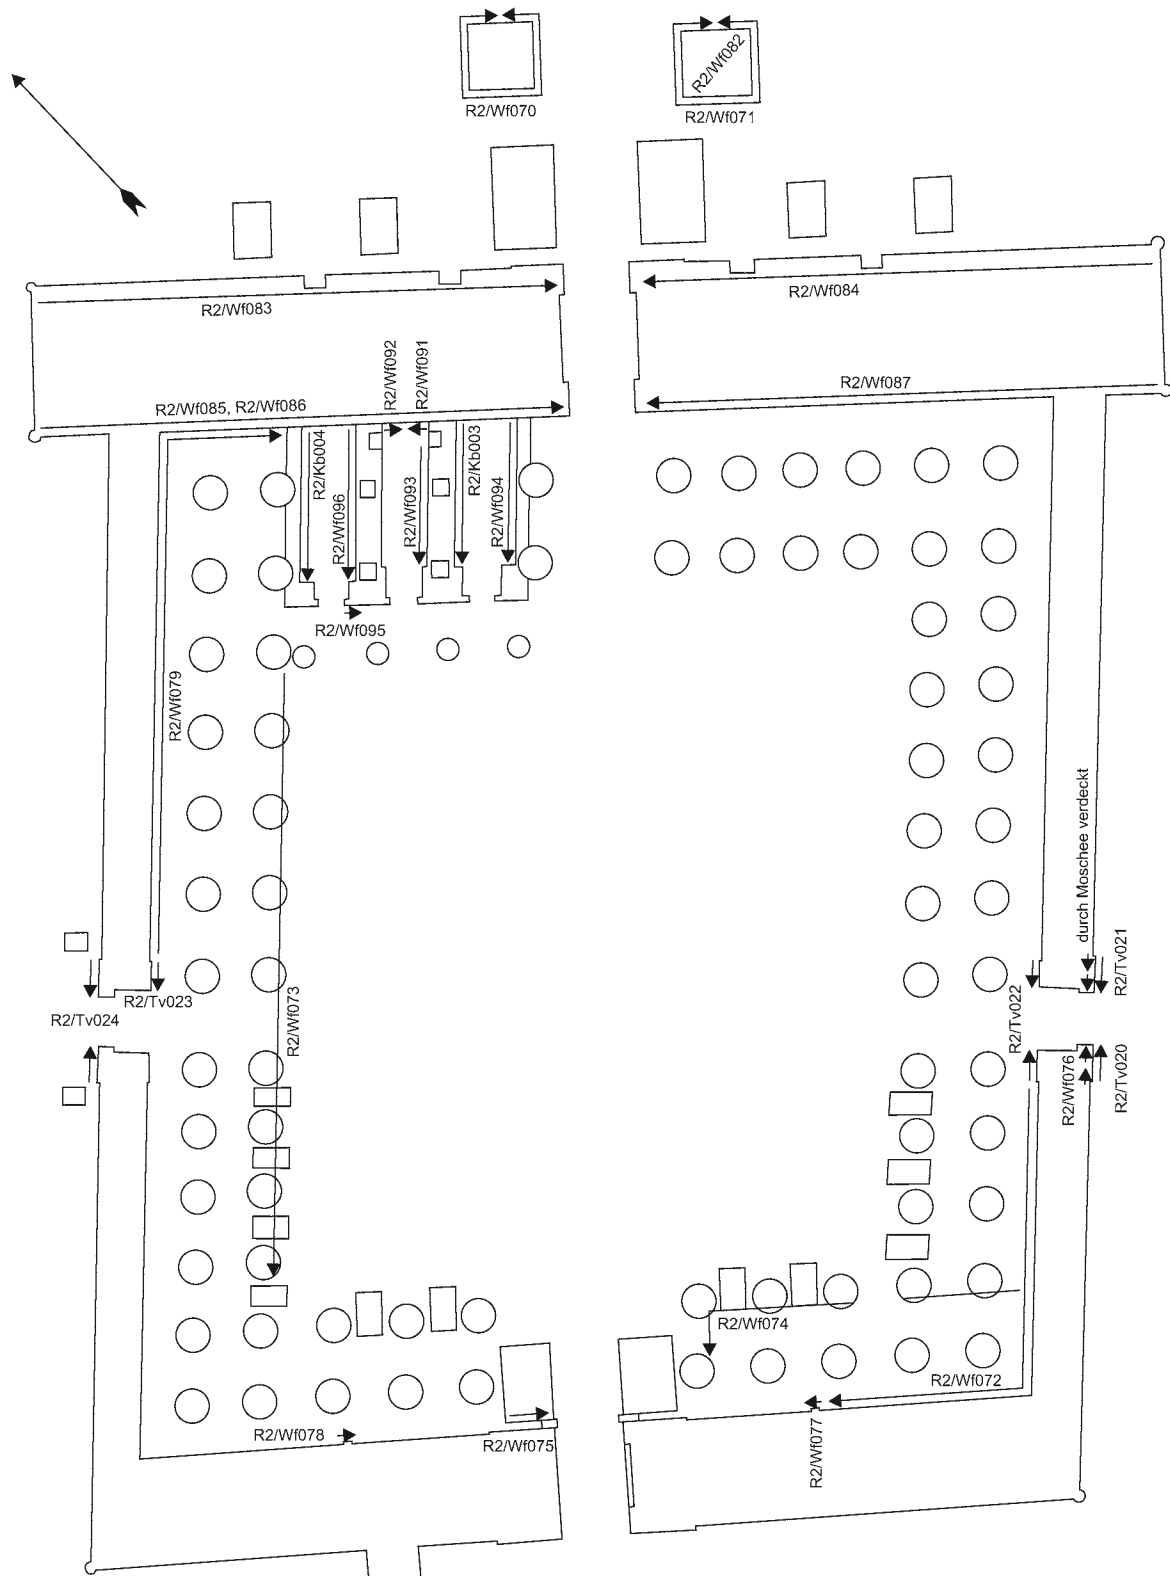 R2/Wf082
R2/Wf070
R2/Wf071
R2/Wf083
R2/Wf084
R2/Wf092
R2/Wf091
R2/Wf087
R2/Wf085, R2/Wf086
R2/Kb004
R2/Wf096
R2/Wf093
R2/Kb003
R2/Wf094
R2/Wf095
R2/Wf079
R2/Wf073
durch Moschee verdeckt
R2/Tv021
R2/Tv023
R2/Tv024
R2/Tv022
R2/Wf076
R2/Tv020
R2/Wf074
R2/Wf072
R2/Wf078
R2/Wf075
R2/Wf077